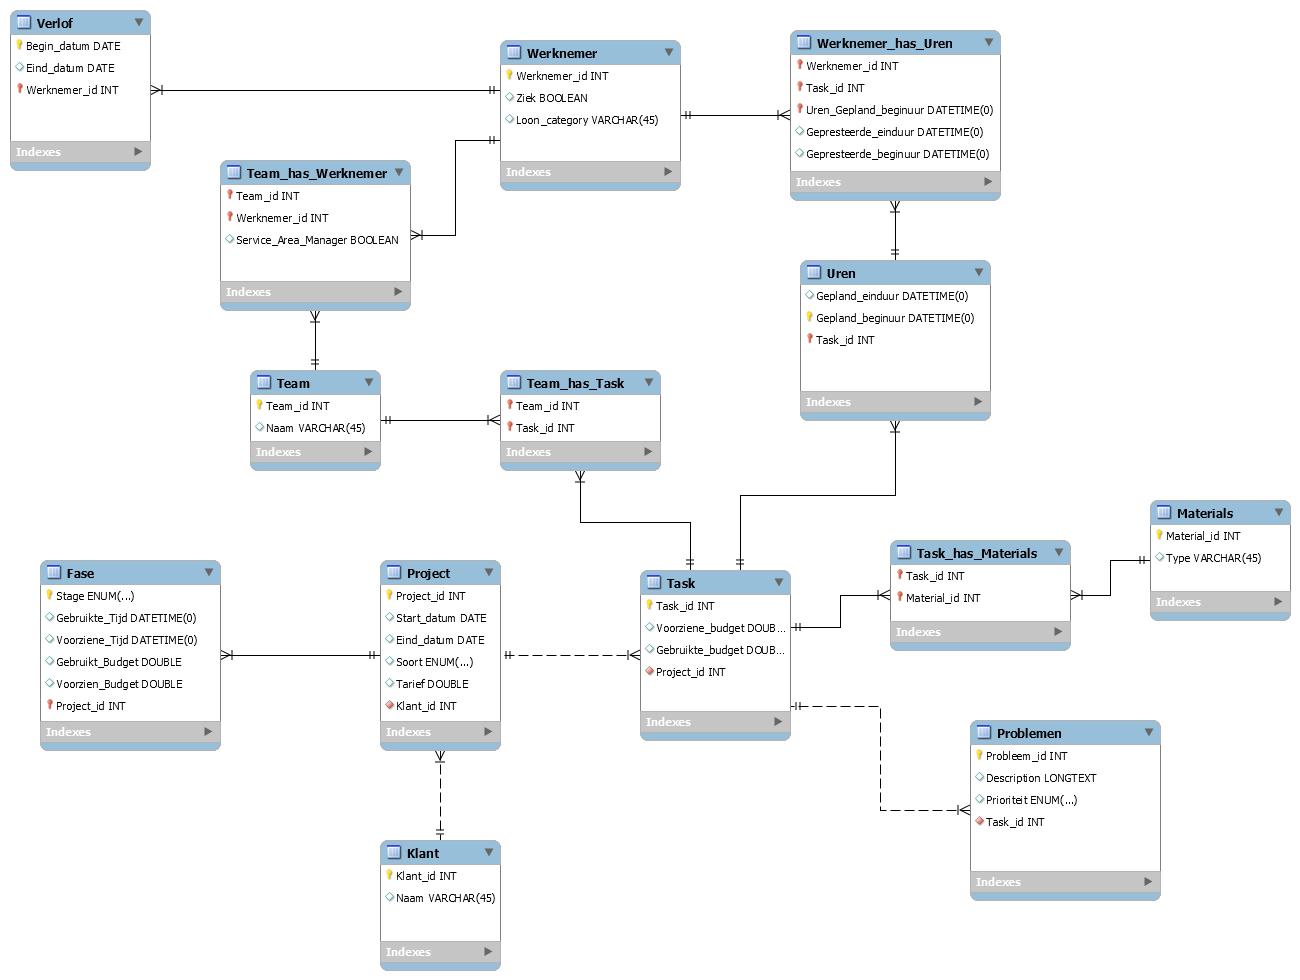 Verlof
Begin_datum DATE
Eind_datum DATE
Werknemer_id INT
Indexes
Werknemer
Werknemer_id INT
Ziek BOOLEAN
Loon_category VARCHAR(45)
Indexes
Werknemer_has_Uren
Werknemer_id INT
Task_id INT
Uren_Gepland_beginuur DATETIME(0)
Gepresteerde_einduur DATETIME(0)
Gepresteerde_beginuur DATETIME(0)
Indexes
Team_has_Werknemer
Team_id INT
Werknemer_id INT
Service_Area_Manager BOOLEAN
Indexes
Uren
Gepland_einduur DATETIME(0)
Gepland_beginuur DATETIME(0)
Task_id INT
Indexes
Team
Team_id INT
Naam VARCHAR(45)
Indexes
Team_has_Task
Team_id INT
Task_id INT
Indexes
Materials
Material_id INT
Type VARCHAR(45)
Indexes
Task_has_Materials
Task_id INT
Material_id INT
Indexes
Fase
Stage ENUM(...)
Gebruikte_Tijd DATETIME(0)
Voorziene_Tijd DATETIME(0)
Gebruikt_Budget DOUBLE
Voorzien_Budget DOUBLE
Project_id INT
Indexes
Project
Project_id INT
Start_datum DATE
Eind_datum DATE
Soort ENUM(...)
Tarief DOUBLE
Klant_id INT
Indexes
Task
Task_id INT
Voorziene_budget DOUB...
Gebruikte_budget DOUB...
Project_id INT
Indexes
Problemen
Probleem_id INT
Description LONGTEXT
Prioriteit ENUM(...)
Task_id INT
Indexes
Klant
Klant_id INT
Naam VARCHAR(45)
Indexes